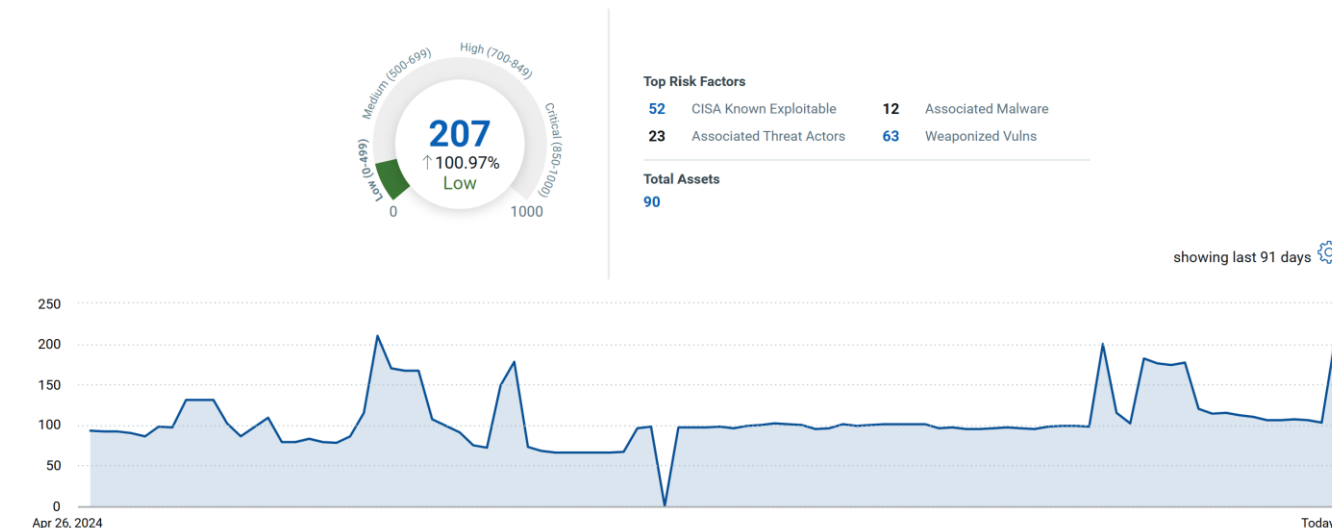 Low (0-499)
Medium (500-699)
High (700-849)
Critical (850-1000)
207
↑100.97%
Low
0
1000
Top Risk Factors
52 CISA Known Exploitable 12 Associated Malware
23 Associated Threat Actors 63 Weaponized Vulns
Total Assets
90
showing last 91 days
250
200
150
100
50
0
Apr 26, 2024
Today